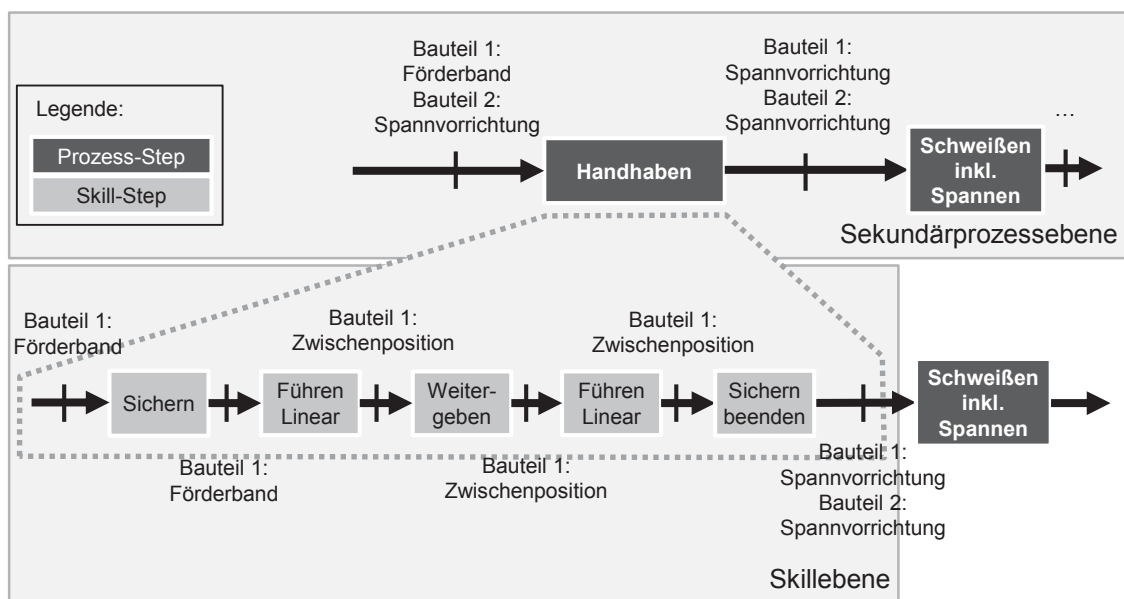 Legende:
Prozess-Step
Skill-Step
Bauteil 1:
Förderband
Bauteil 2:
Spannvorrichtung
Handhaben
Bauteil 1:
Spannvorrichtung
Bauteil 2:
Spannvorrichtung
Schweißen
inkl.
Spannen
...
Sekundärprozessebene
Bauteil 1:
Förderband
Sichern
Bauteil 1:
Förderband
Führen
Linear
Bauteil 1:
Zwischenposition
Weiter-
geben
Bauteil 1:
Zwischenposition
Führen
Linear
Bauteil 1:
Zwischenposition
Sichern
beenden
Bauteil 1:
Spannvorrichtung
Bauteil 2:
Spannvorrichtung
Schweißen
inkl.
Spannen
Skillebene